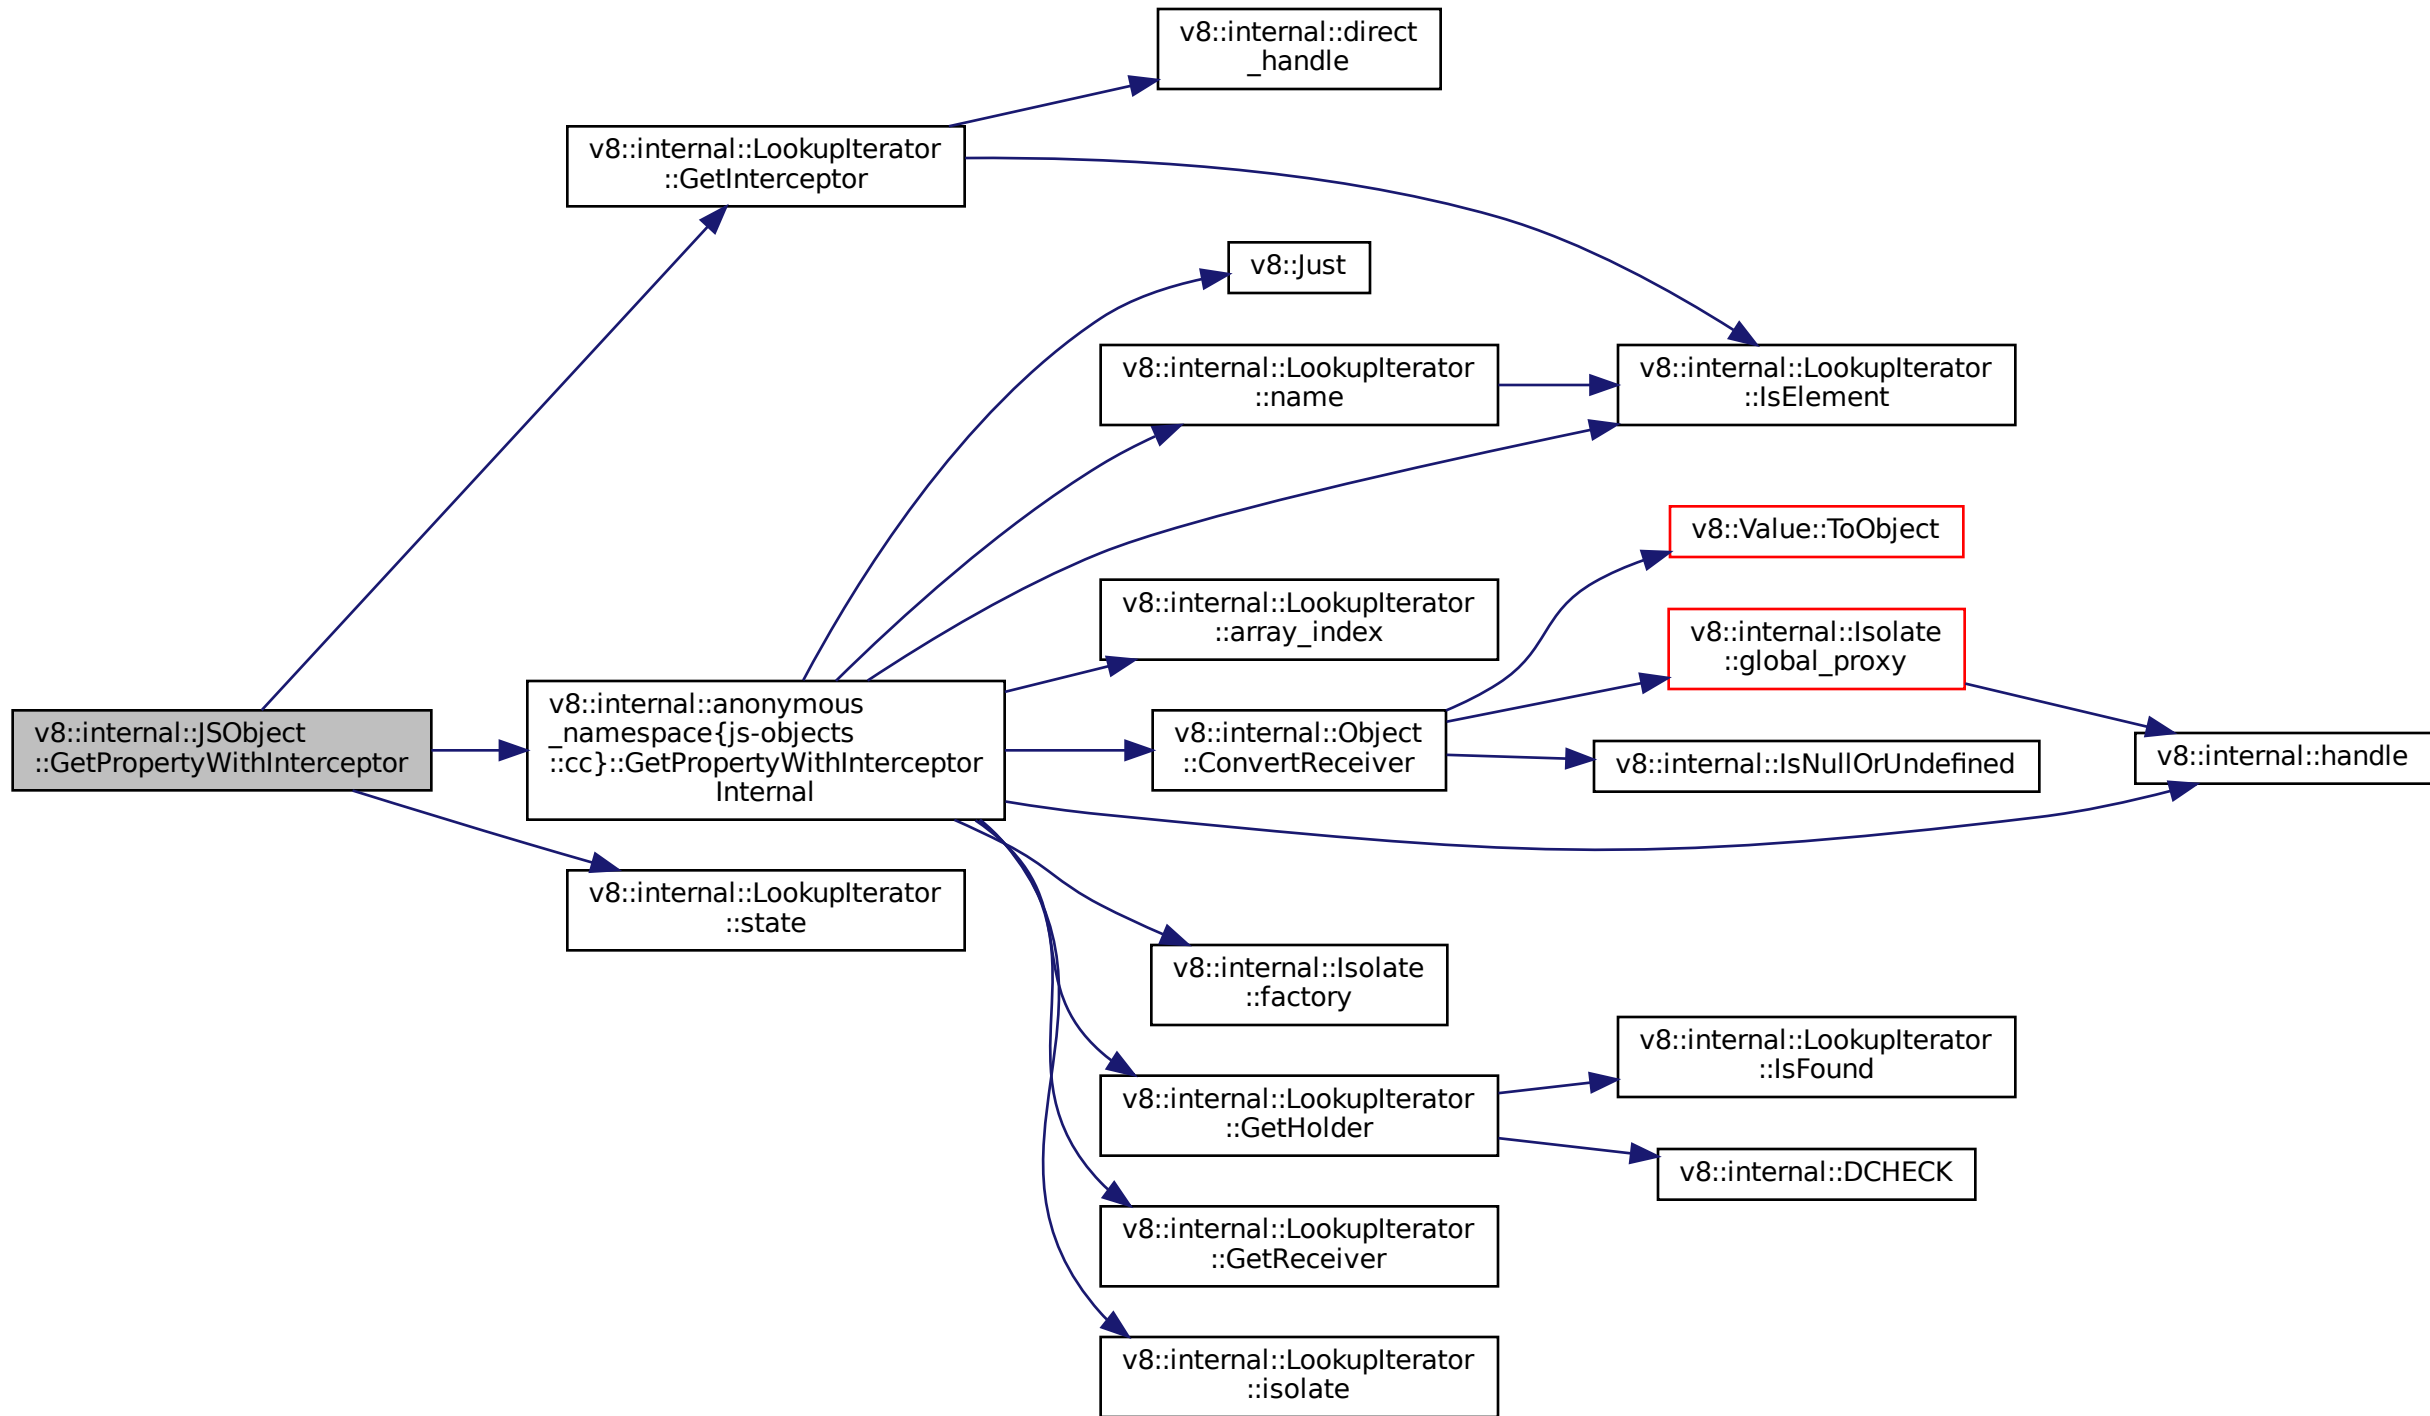 v8::internal::direct
_handle
v8::internal::LookupIterator
::GetInterceptor
v8::Just
v8::internal::LookupIterator
::name
v8::internal::LookupIterator
::IsElement
v8::Value::ToObject
v8::internal::LookupIterator
::array_index
v8::internal::Isolate
::global_proxy
v8::internal::JSObject
::GetPropertyWithInterceptor
v8::internal::anonymous
_namespace{js-objects
::cc}::GetPropertyWithInterceptor
Internal
v8::internal::Object
::ConvertReceiver
v8::internal::IsNullOrUndefined
v8::internal::handle
v8::internal::LookupIterator
::state
v8::internal::Isolate
::factory
v8::internal::LookupIterator
::IsFound
v8::internal::LookupIterator
::GetHolder
v8::internal::DCHECK
v8::internal::LookupIterator
::GetReceiver
v8::internal::LookupIterator
::isolate